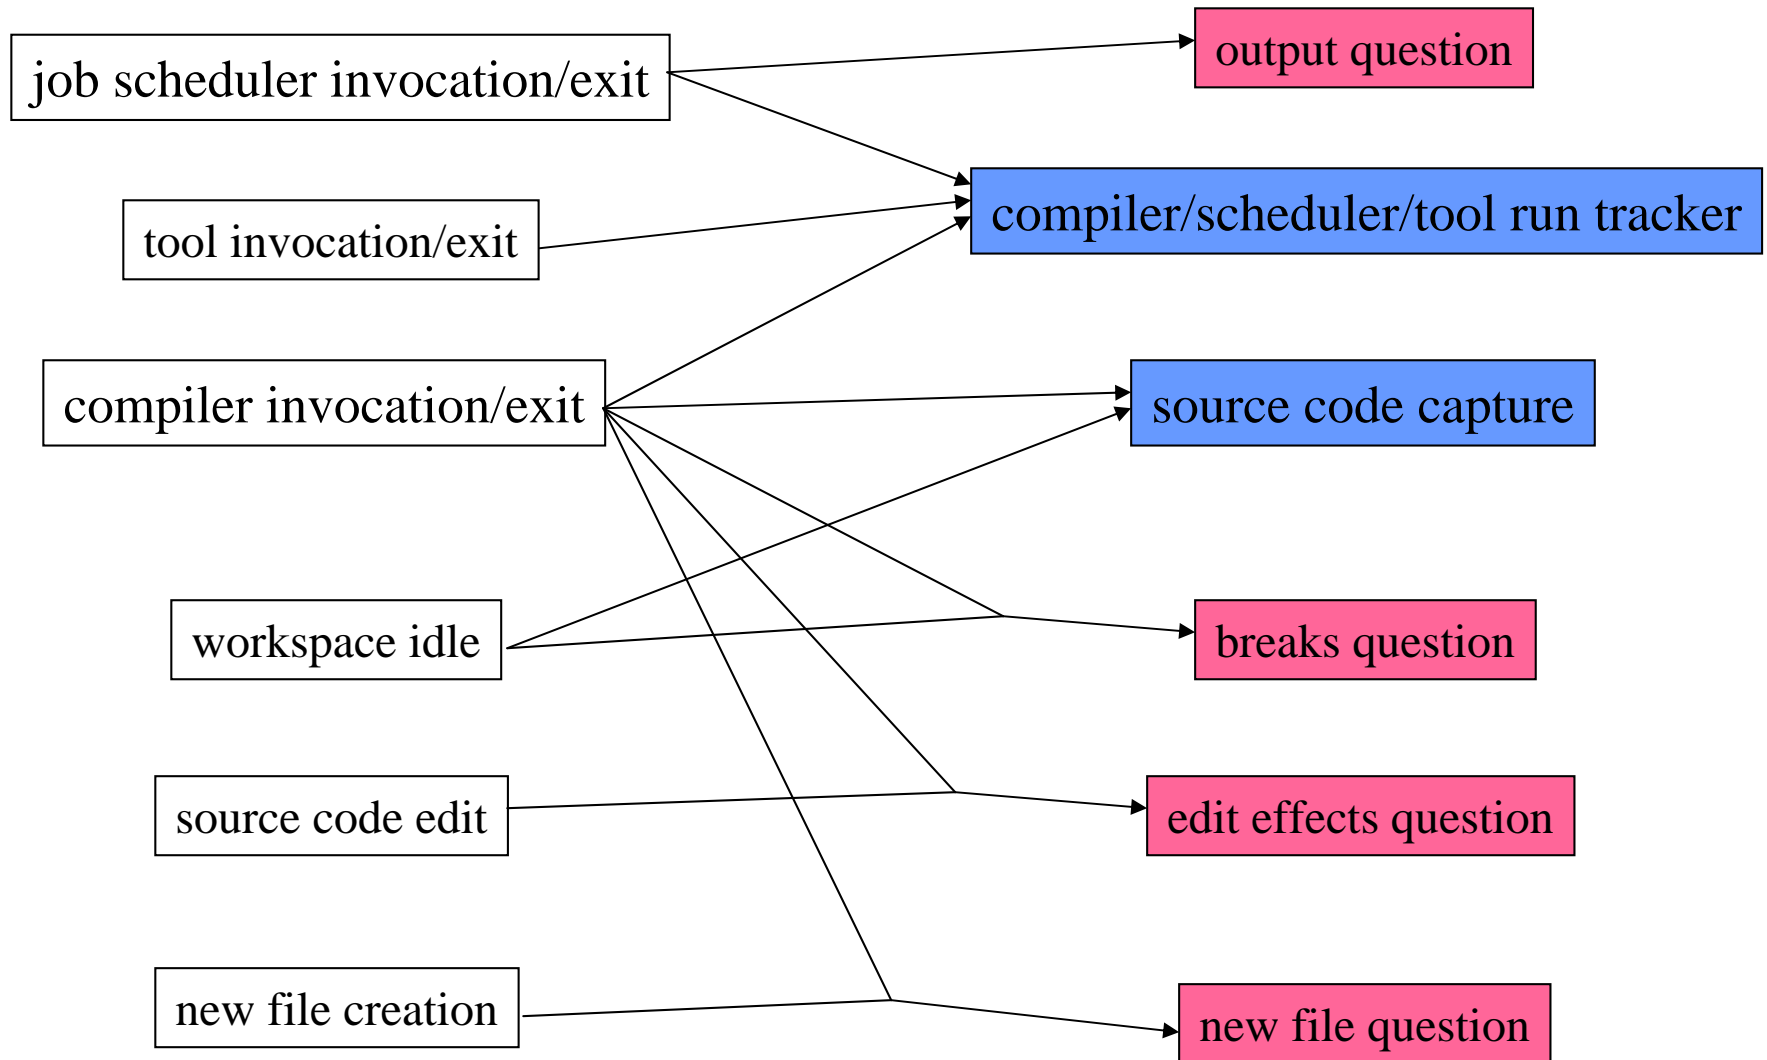 job scheduler invocation/exit
output question
tool invocation/exit
compiler/scheduler/tool run tracker
compiler invocation/exit
source code capture
workspace idle
breaks question
source code edit
edit effects question
new file creation
new file question